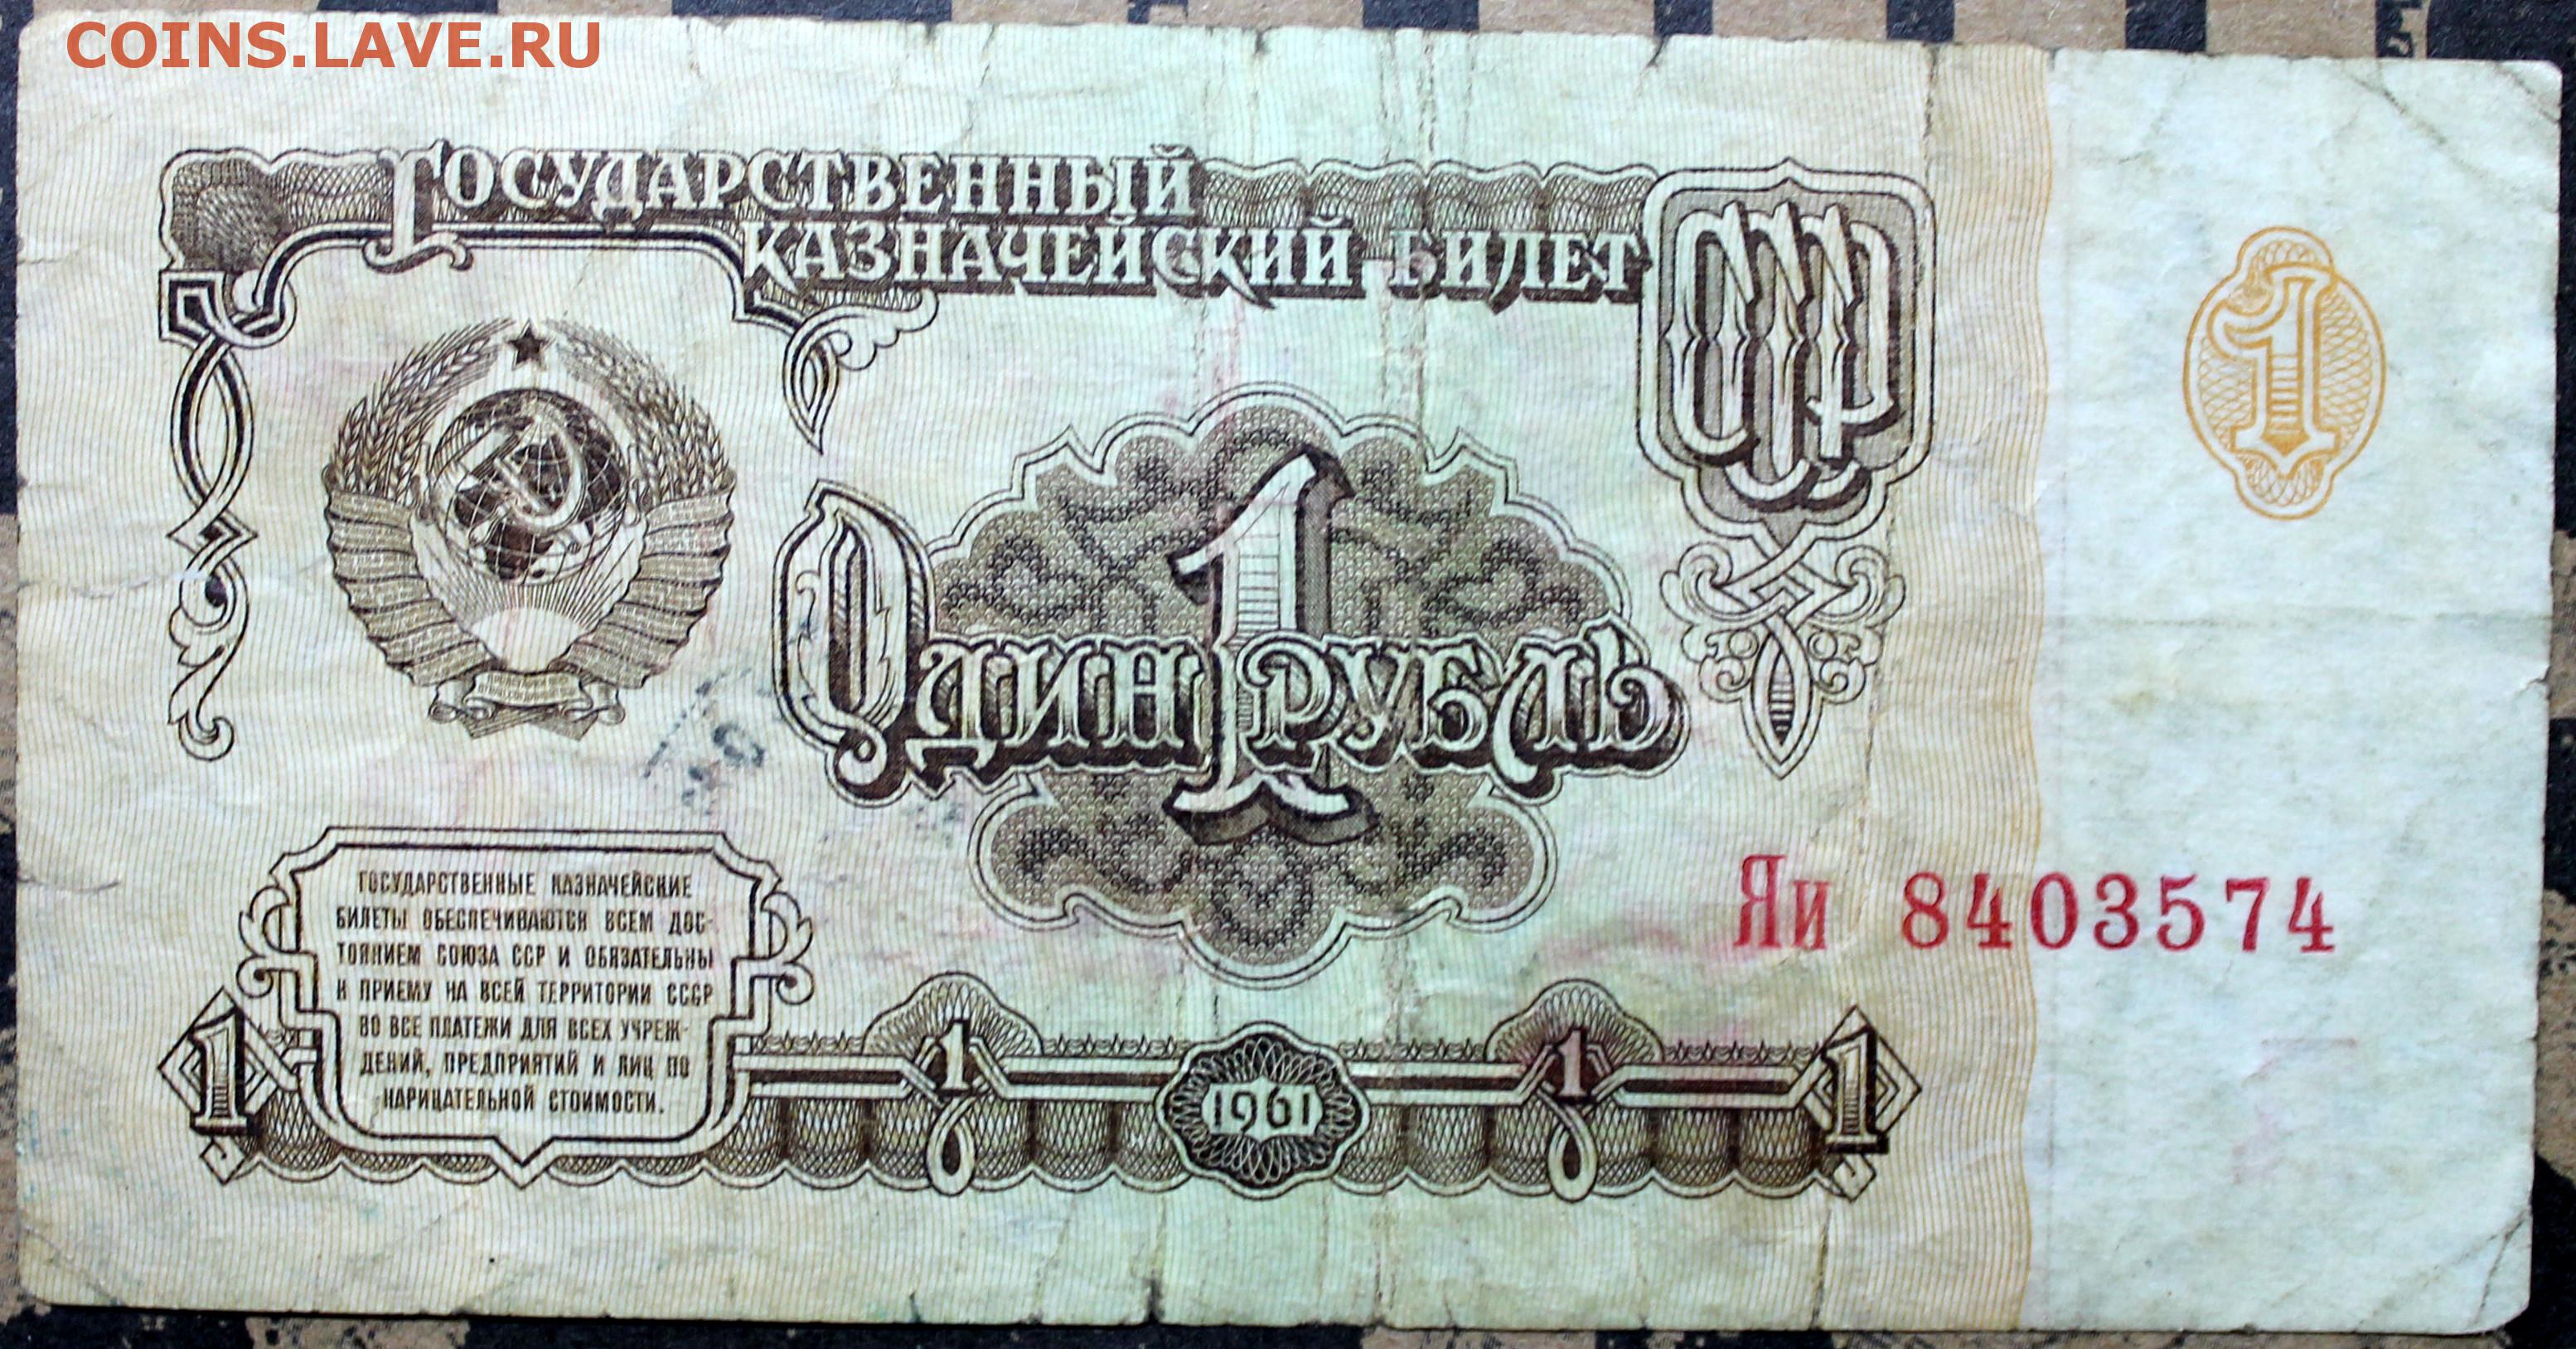 COINS.LAVE.RU
ГОСУДАРСТВЕННЫЙ
КАЗНАЧЕЙСКИЙ БИЛЕТ
СССР
1
1
ОДИН РУБЛЬ
Яи 8403574
ГОСУДАРСТВЕННЫЕ КАЗНАЧЕЙСКИЕ
БИЛЕТЫ ОБЕСПЕЧИВАЮТСЯ ВСЕМ ДОС-
ТОЯНИЕМ СОЮЗА ССР И ОБЯЗАТЕЛЬНЫ
К ПРИЕМУ НА ВСЕЙ ТЕРРИТОРИИ СССР
ВО ВСЕ ПЛАТЕЖИ ДЛЯ ВСЕХ УЧРЕЖ-
ДЕНИЙ, ПРЕДПРИЯТИЙ И ЛИЦ ПО
НАРИЦАТЕЛЬНОЙ СТОИМОСТИ.
1 1 1961 1 1